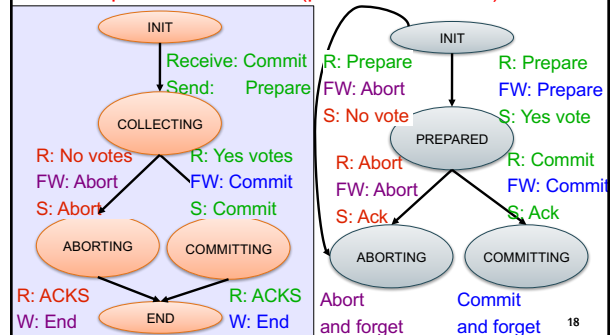 INIT
Receive: Commit
Send: Prepare
COLLECTING
R: No votes
FW: Abort
S: Abort
R: Yes votes
FW: Commit
S: Commit
ABORTING
COMMITTING
R: ACKS
W: End
R: ACKS
W: End
END
INIT
R: Prepare
FW: Abort
S: No vote
R: Prepare
FW: Prepare
S: Yes vote
PREPARED
R: Abort
FW: Abort
S: Ack
R: Commit
FW: Commit
S: Ack
ABORTING
COMMITTING
Abort
and forget
Commit
and forget
18